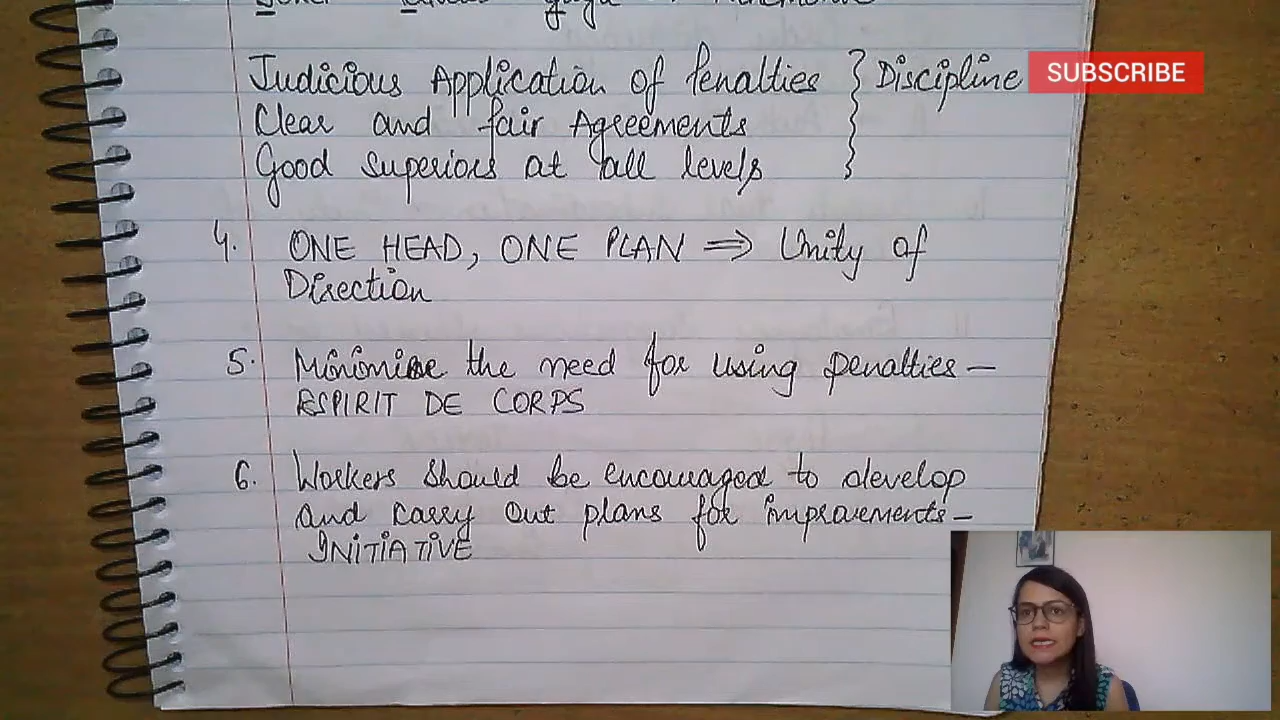 Judicious Application of Penalties } Discipline
SUBSCRIBE
Clear and fair Agreements
Good Superiors at all levels
4. ONE HEAD, ONE PLAN ⇒ Unity of
Direction
5. Minimise the need for using penalties -
ESPIRIT DE CORPS
6. Workers should be encouraged to develop
and carry out plans for improvements -
INITIATIVE